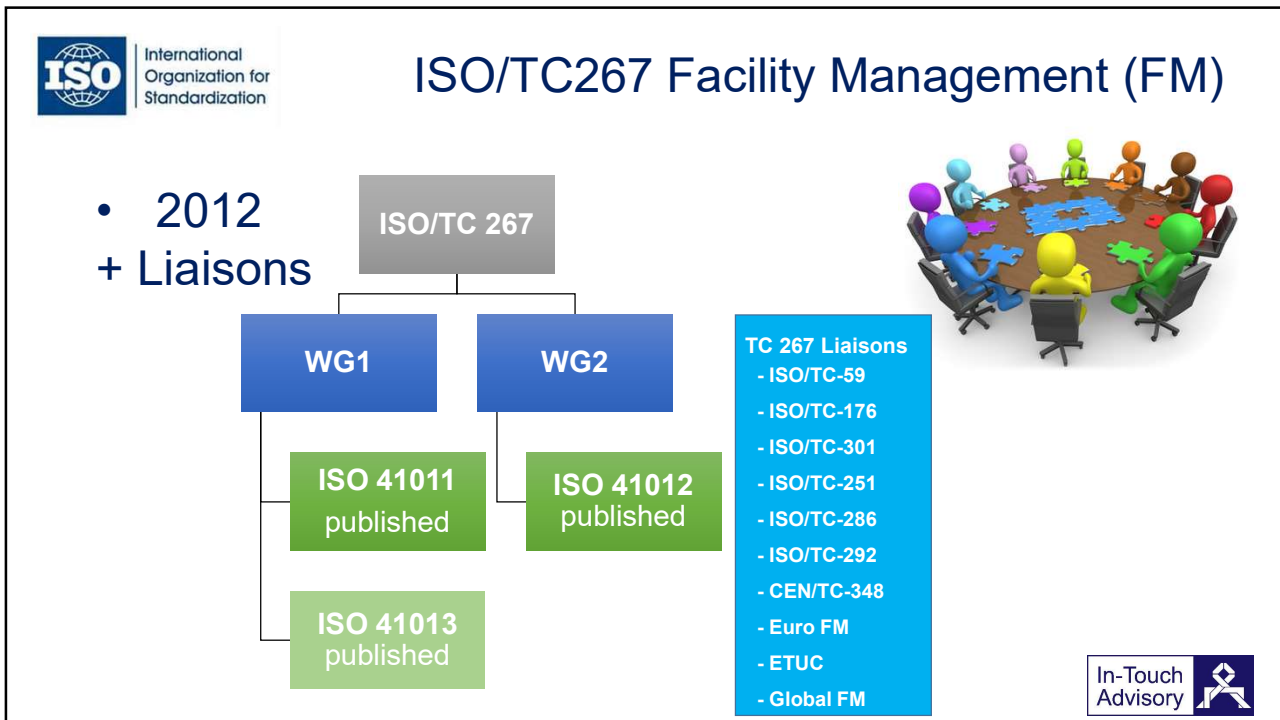 ISO
International
Organization for
Standardization
ISO/TC267 Facility Management (FM)
• 2012
+ Liaisons
ISO/TC 267
WG1
WG2
ISO 41011
published
ISO 41012
published
ISO 41013
published
TC 267 Liaisons
- ISO/TC-59
- ISO/TC-176
- ISO/TC-301
- ISO/TC-251
- ISO/TC-286
- ISO/TC-292
- CEN/TC-348
- Euro FM
- ETUC
- Global FM
In-Touch
Advisory